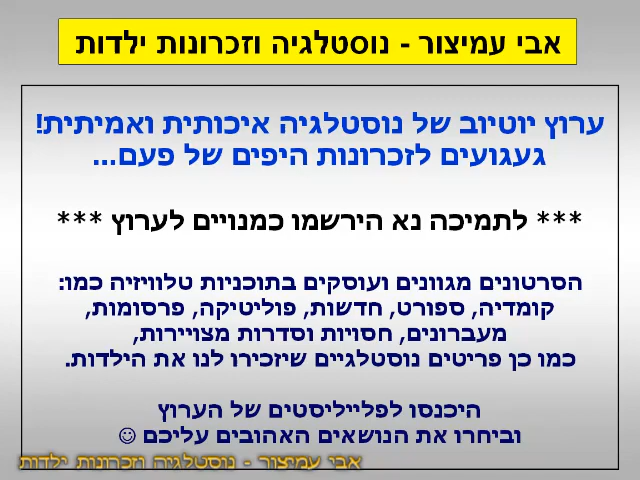 אבי עמיצור - נוסטלגיה וזכרונות ילדות
ערוץ יוטיוב של נוסטלגיה איכותית ואמיתית!
געגועים לזכרונות היפים של פעם...
*** לתמיכה נא הירשמו כמנויים לערוץ ***
הסרטונים מגוונים ועוסקים בתוכניות טלוויזיה כמו:
קומדיה, ספורט, חדשות, פוליטיקה, פרסומות,
מעברונים, חסויות וסדרות מצויירות,
כמו כן פריטים נוסטלגיים שיזכירו לנו את הילדות.
היכנסו לפלייליסטים של הערוץ
וביחרו את הנושאים האהובים עליכם ☺
אבי עמיצור - נוסטלגיה וזכרונות ילדות